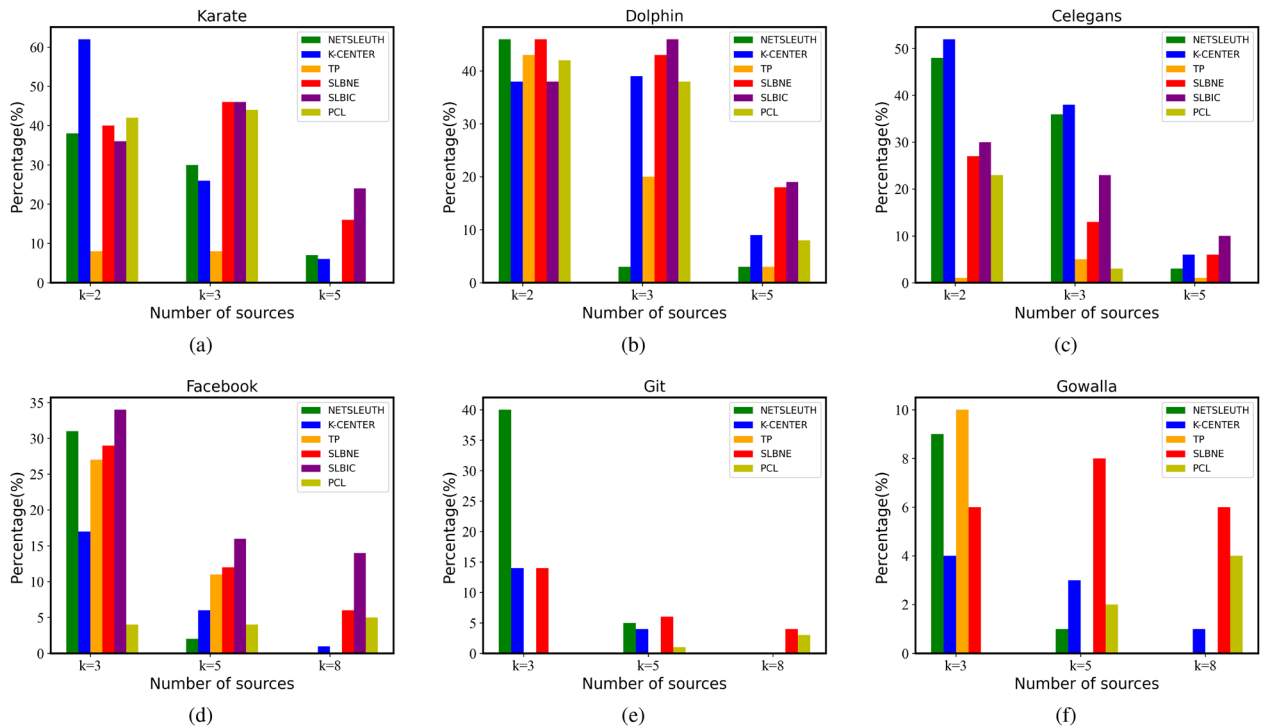 Karate
Percentage(%)
60
50
40
30
20
10
0
NETSLEUTH
K-CENTER
TP
SLBNE
SLBIC
PCL
k=2
k=3
k=5
Number of sources
(a)
Dolphin
Percentage(%)
40
30
20
10
0
NETSLEUTH
K-CENTER
TP
SLBNE
SLBIC
PCL
k=2
k=3
k=5
Number of sources
(b)
Celegans
Percentage(%)
50
40
30
20
10
0
NETSLEUTH
K-CENTER
TP
SLBNE
SLBIC
PCL
k=2
k=3
k=5
Number of sources
(c)
Facebook
Percentage(%)
35
30
25
20
15
10
5
0
NETSLEUTH
K-CENTER
TP
SLBNE
SLBIC
PCL
k=3
k=5
k=8
Number of sources
(d)
Git
Percentage(%)
40
35
30
25
20
15
10
5
0
NETSLEUTH
K-CENTER
TP
SLBNE
PCL
k=3
k=5
k=8
Number of sources
(e)
Gowalla
Percentage(%)
10
8
6
4
2
0
NETSLEUTH
K-CENTER
TP
SLBNE
PCL
k=3
k=5
k=8
Number of sources
(f)